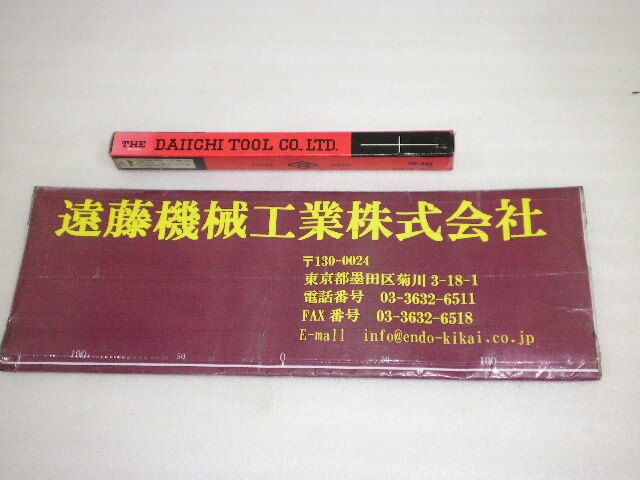 THE DAIICHI TOOL CO., LTD.
遠藤機械工業株式会社
〒130-0024
東京都墨田区菊川 3-18-1
電話番号 03-3632-6511
FAX 番号 03-3632-6518
E-mail info@endo-kikai.co.jp
100 50 0 50 100